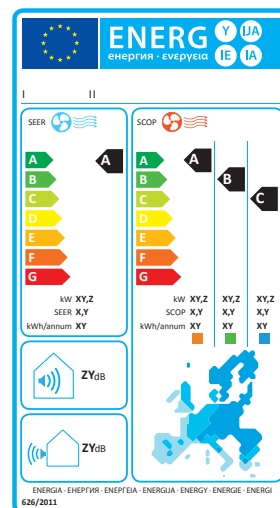 ENERG Y IJA
енергия · ενεργεια IE IA
I II
SEER
A A
B
C
D
E
F
G
kW XY,Z
SEER X,Y
kWh/annum XY
SCOP
A A
B B
C C
D
E
F
G
kW XY,Z XY,Z XY,Z
SCOP X,Y X,Y X,Y
kWh/annum XY XY XY
ZYdB
ZYdB
ENERGIA · ЕНЕРГИЯ · ΕΝΕΡΓΕΙΑ · ENERGIJA · ENERGY · ENERGIE · ENERGI
626/2011